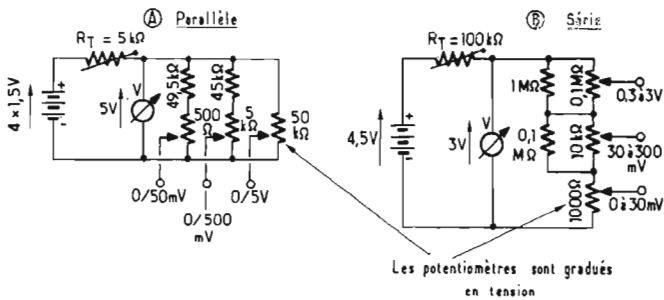 A Parallèle
RT = 5kΩ
4 × 1,5V
+
-
5V
V
49,5kΩ
500 Ω
45kΩ
5 kΩ
50 kΩ
0/50mV
0/500 mV
0/5V
B Série
RT = 100kΩ
4,5V
+
-
3V
V
1MΩ
0,1MΩ
0,3 à 3V
0,1 MΩ
10kΩ
30 à 300 mV
1000Ω
0 à 30mV
Les potentiomètres sont gradués
en tension